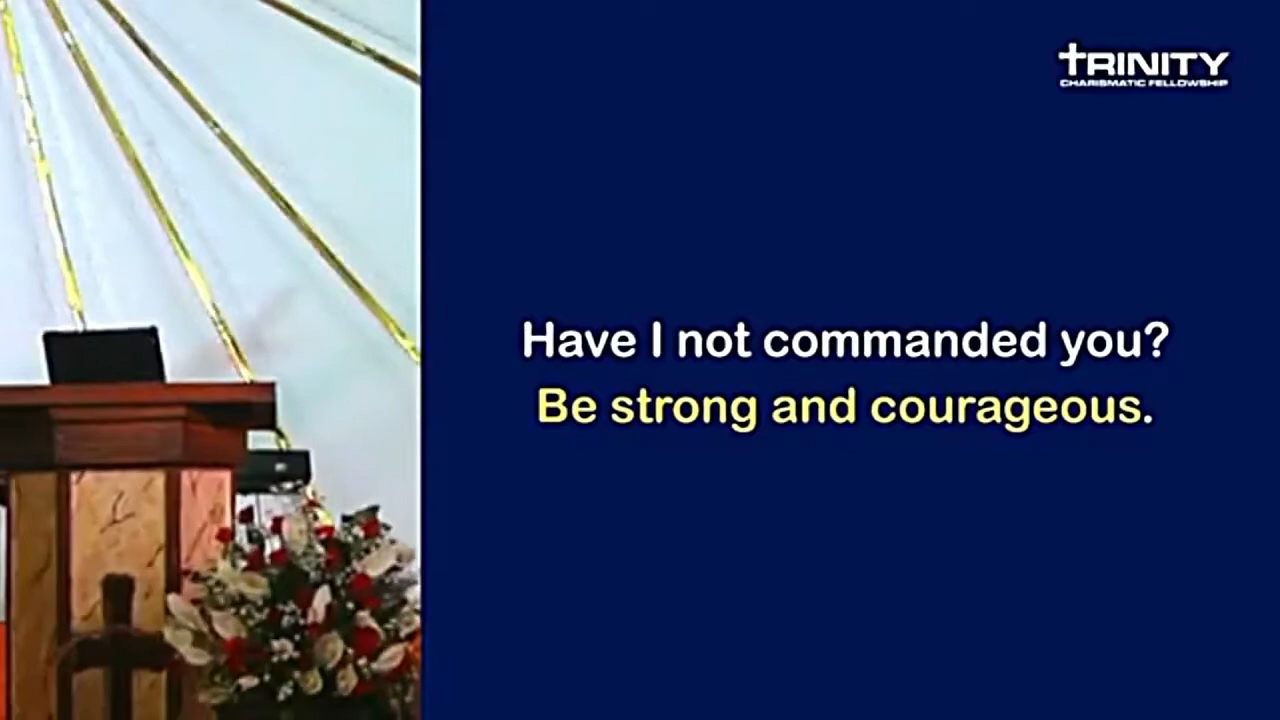 TRINITY
CHARISMATIC FELLOWSHIP
Have I not commanded you?
Be strong and courageous.